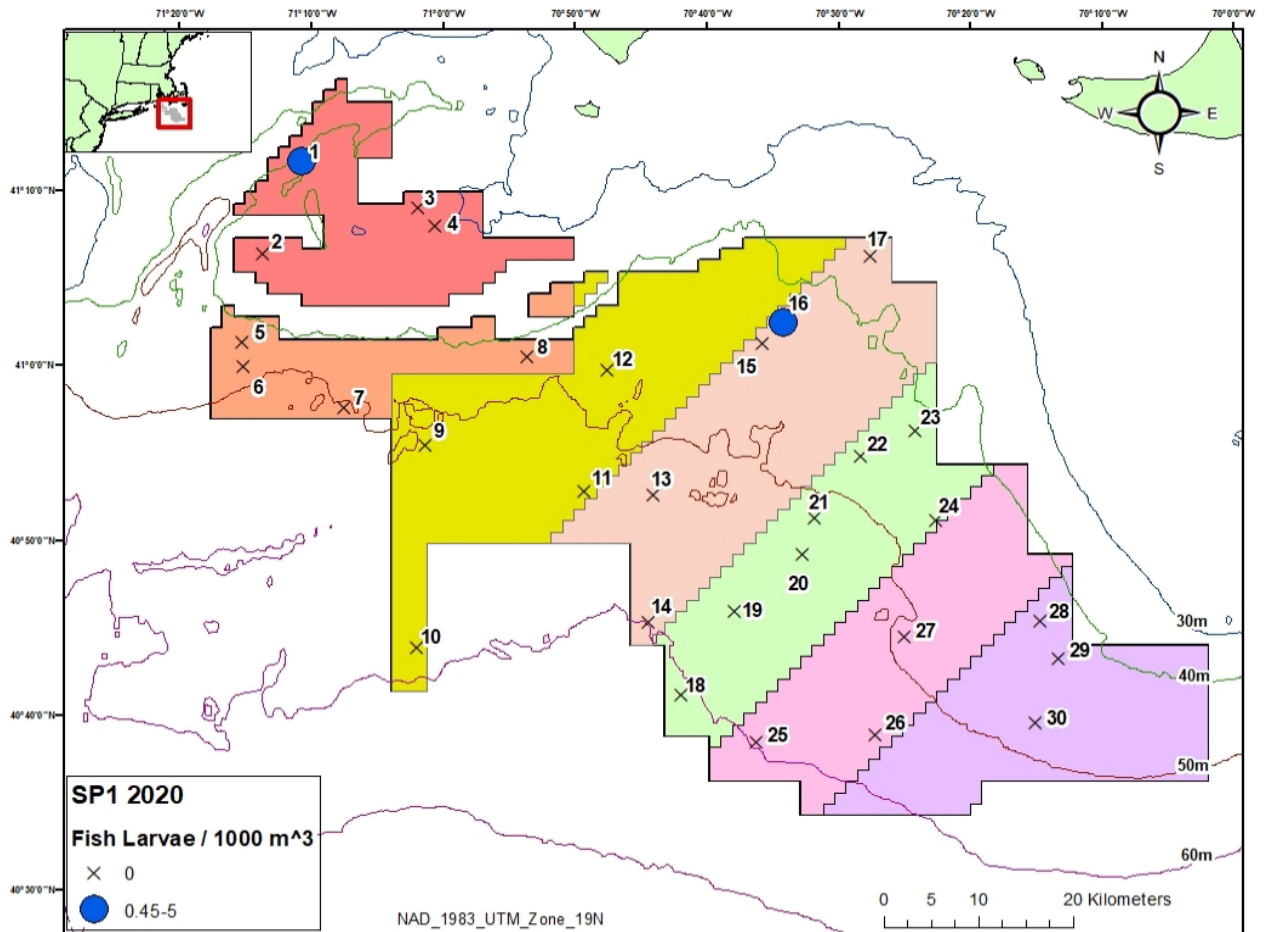 71°20'0"W 71°10'0"W 71°0'0"W 70°50'0"W 70°40'0"W 70°30'0"W 70°20'0"W 70°10'0"W 70°0'0"W
N
W E
S
1
41°10'0"N
3
4
2
17
16
5
8
15
12
41°0'0"N
6
7
23
9
22
11
13
21
24
40°50'0"N
20
14
19
28
30m
27
10
29
40m
18
40°40'0"N
25
26
30
50m
SP1 2020
Fish Larvae / 1000 m^3
0
0.45-5
60m
40°30'0"N
0 5 10 20 Kilometers
NAD_1983_UTM_Zone_19N